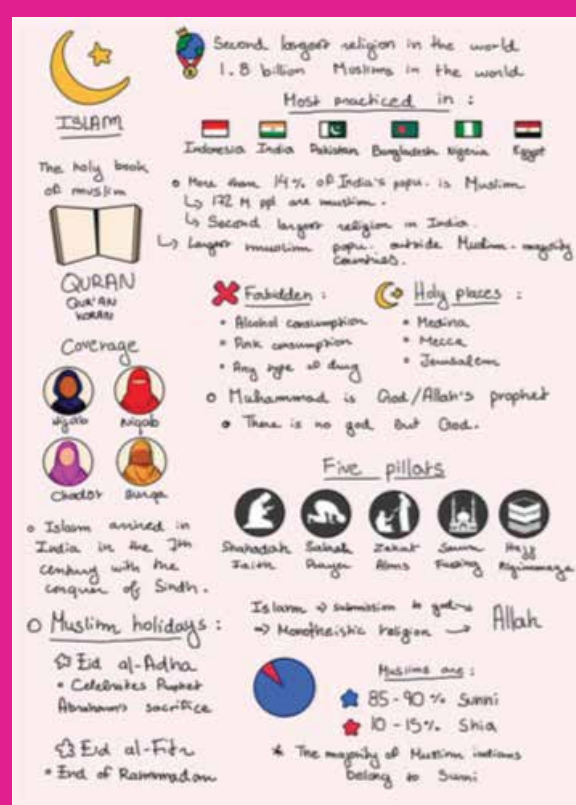 ISLAM
Second largest religion in the world
1.8 billion Muslims in the world
Most practiced in :
Indonesia India Pakistan Bangladesh Nigeria Egypt
The holy book
of muslim
QURAN
QUR'AN
KORAN
• More than 14% of India's popu. is Muslim
↳ 172 M ppl are muslim.
↳ Second largest religion in India.
↳ Largest muslim popu. outside Muslim-majority
countries.
Forbidden :
• Alcohol consumption
• Pork consumption
• Any type of drug
Holy places :
• Medina
• Mecca
• Jerusalem
Coverage
Hijab Niqab
Chador Burqa
○ Muhammad is God/Allah's prophet
• There is no god but God.
Five pillars
Shahadah Salah Zakat Sawm Hajj
Faith Prayer Alms Fasting Pilgrimage
○ Islam arrived in
India in the 7th
century with the
conquer of Sindh.
Islam => submission to god → Allah
=> Monotheistic religion →
○ Muslim holidays :
Eid al-Adha
• Celebrates Prophet
Abraham's sacrifice
Eid al-Fitr
• End of Rammadan
Muslims are :
85-90% Sunni
10-15% Shia
* The majority of Muslim indians
belong to Sunni